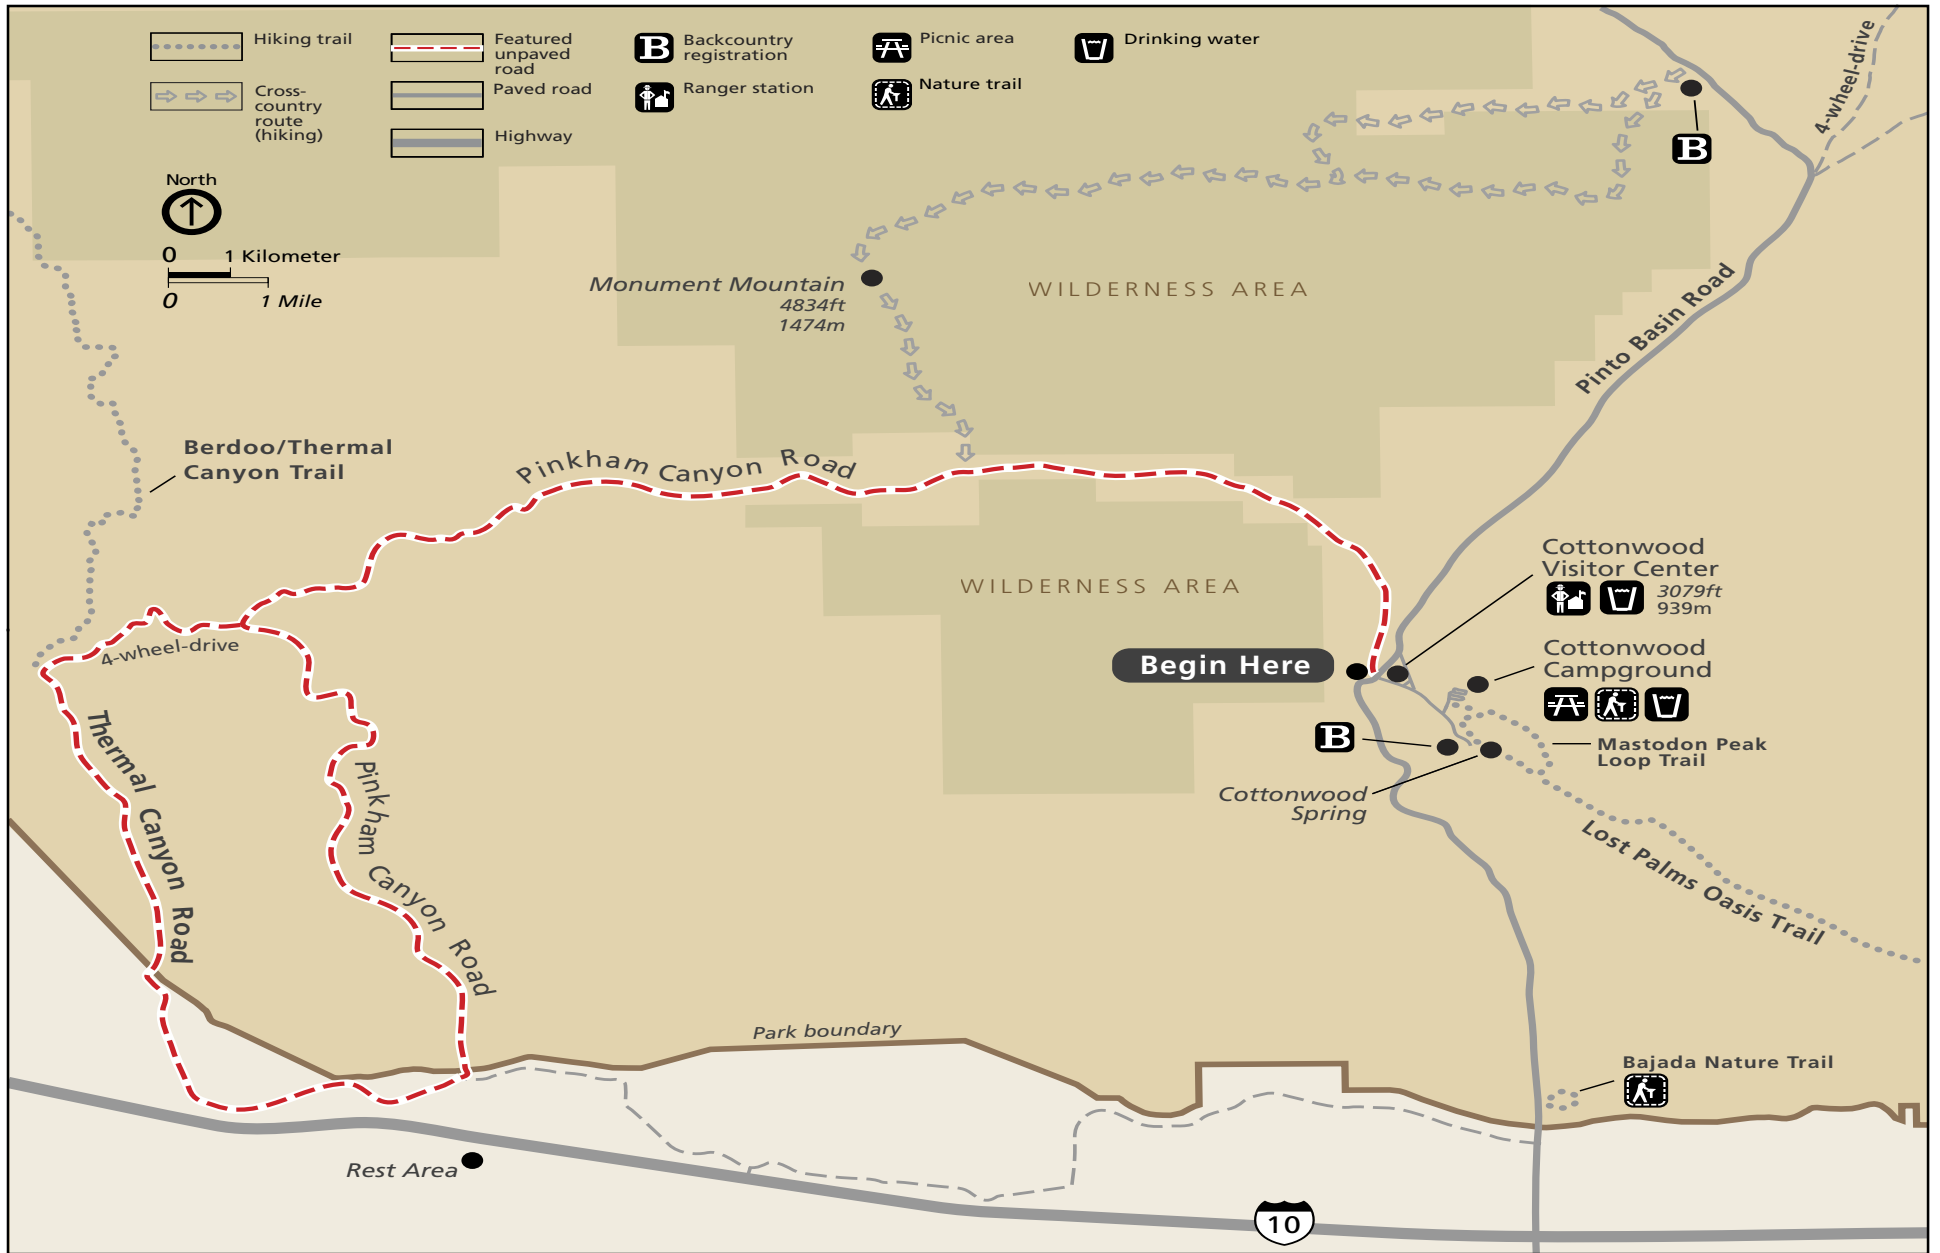 Hiking trail
Cross-
country
route
(hiking)
Featured
unpaved
road
Paved road
Highway
B
Backcountry
registration
Ranger station
Picnic area
Nature trail
Drinking water
North
0 1 Kilometer
0 1 Mile
4-wheel-drive
B
Monument Mountain
4834ft
1474m
WILDERNESS AREA
Pinto Basin Road
Berdoo/Thermal
Canyon Trail
Pinkham Canyon Road
WILDERNESS AREA
Cottonwood
Visitor Center
3079ft
939m
4-wheel-drive
Begin Here
Cottonwood
Campground
Thermal Canyon Road
Pinkham Canyon Road
B
Mastodon Peak
Loop Trail
Cottonwood
Spring
Lost Palms Oasis Trail
Park boundary
Bajada Nature Trail
Rest Area
10